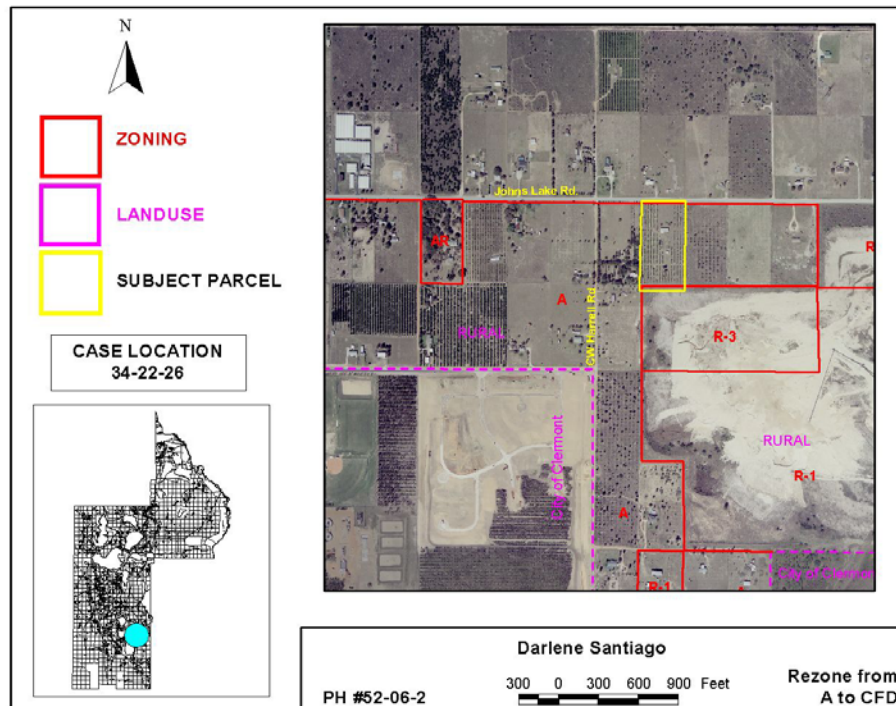 N
ZONING
LANDUSE
SUBJECT PARCEL
CASE LOCATION
34-22-26
Johns Lake Rd.
AR
A
RURAL
CW Harrell Rd
R-3
RURAL
R-1
City of Clermont
A
R-1
City of Clermon
Darlene Santiago
PH #52-06-2
300 0 300 600 900 Feet
Rezone from
A to CFD